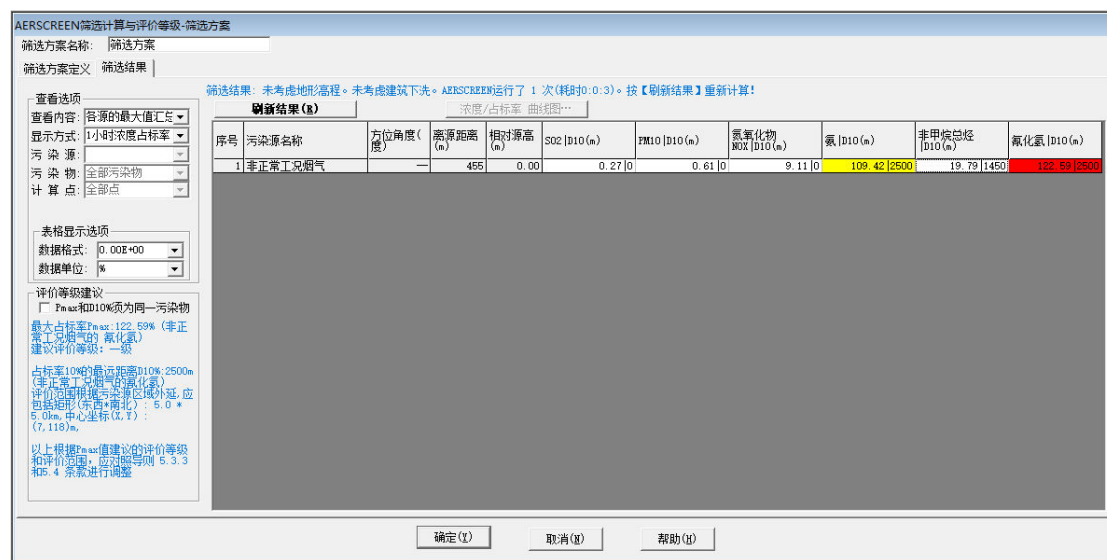 AERSCREEN筛选计算与评价等级-筛选方案
筛选方案名称: 筛选方案
筛选方案定义 筛选结果
筛选结果: 未考虑地形高程。未考虑建筑下洗。AERSCREEN运行了 1 次(耗时0:0:3)。按【刷新结果】重新计算!
刷新结果(R) 浓度/占标率 曲线图…
查看选项
查看内容: 各源的最大值汇总
显示方式: 1小时浓度占标率
污 染 源:
污 染 物: 全部污染物
计 算 点: 全部点
表格显示选项
数据格式: 0.00E+00
数据单位: %
评价等级建议
Pmax和D10%须为同一污染物
最大占标率Pmax:122.59% (非正
常工况烟气的 氰化氢)
建议评价等级: 一级
占标率10%的最远距离D10%:2500m
(非正常工况烟气的氰化氢)
评价范围根据污染源区域外延,应
包括矩形(东西*南北): 5.0 *
5.0km,中心坐标(X,Y):
(7,118)m,
以上根据Pmax值建议的评价等级
和评价范围,应对照导则 5.3.3
和5.4 条款进行调整
序号 污染源名称 方位角度(度) 离源距离(m) 相对源高(m) SO2|D10(m) PM10|D10(m) 氮氧化物NOX|D10(m) 氨|D10(m) 非甲烷总烃|D10(m) 氰化氢|D10(m)
1 非正常工况烟气 — 455 0.00 0.27|0 0.61|0 9.11|0 109.42|2500 19.79|1450 122.59|2500
确定(Y) 取消(N) 帮助(H)